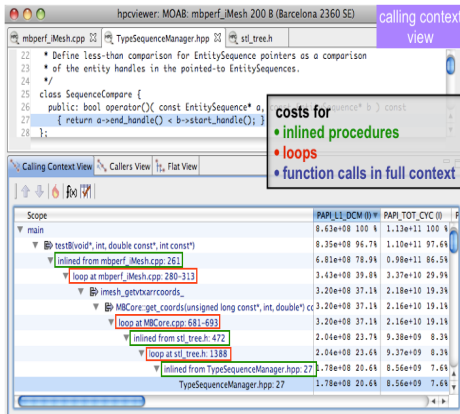 hpcviewer: MOAB: mbperf_iMesh 200 B (Barcelona 2360 SE)
calling context view
mbperf_iMesh.cpp TypeSequenceManager.hpp stl_tree.h
22 * Define less-than comparison for EntitySequence pointers as a comparison
23 * of the entity handles in the pointed-to EntitySequences.
24 */
25 class SequenceCompare {
26 public: bool operator()( const EntitySequence* a, const EntitySequence* b ) const
27 { return a->end_handle() < b->start_handle(); }
28 };
costs for
• inlined procedures
• loops
• function calls in full context
Calling Context View Callers View Flat View
f(x)
Scope PAPI_L1_DCM (I) PAPI_TOT_CYC (I) P
main 8.63e+08 100 % 1.13e+11 100 %
testB(void*, int, double const*, int const*) 8.35e+08 96.7% 1.10e+11 97.6%
inlined from mbperf_iMesh.cpp: 261 6.81e+08 78.9% 0.98e+11 86.5%
loop at mbperf_iMesh.cpp: 280-313 3.43e+08 39.8% 3.37e+10 29.9%
imesh_getvtxarrcoords_ 3.20e+08 37.1% 2.18e+10 19.3%
MBCore::get_coords(unsigned long const*, int, double*) co 3.20e+08 37.1% 2.16e+10 19.1%
loop at MBCore.cpp: 681-693 3.20e+08 37.1% 2.16e+10 19.1%
inlined from stl_tree.h: 472 2.04e+08 23.7% 9.38e+09 8.3%
loop at stl_tree.h: 1388 2.04e+08 23.6% 9.37e+09 8.3%
inlined from TypeSequenceManager.hpp: 27 1.78e+08 20.6% 8.56e+09 7.6%
TypeSequenceManager.hpp: 27 1.78e+08 20.6% 8.56e+09 7.6%